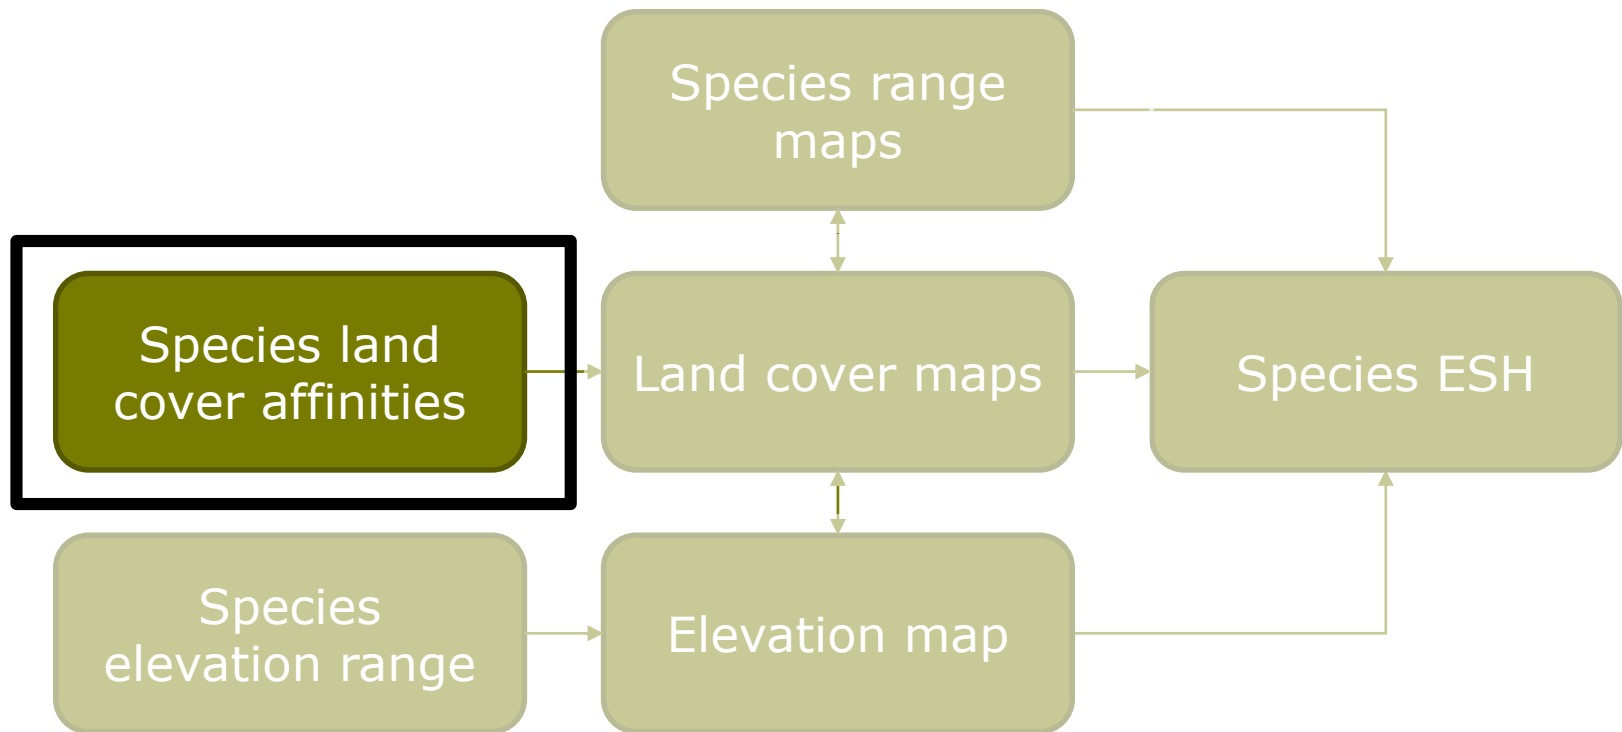 Species range
maps
Species land
cover affinities
Land cover maps
Species ESH
Species
elevation range
Elevation map